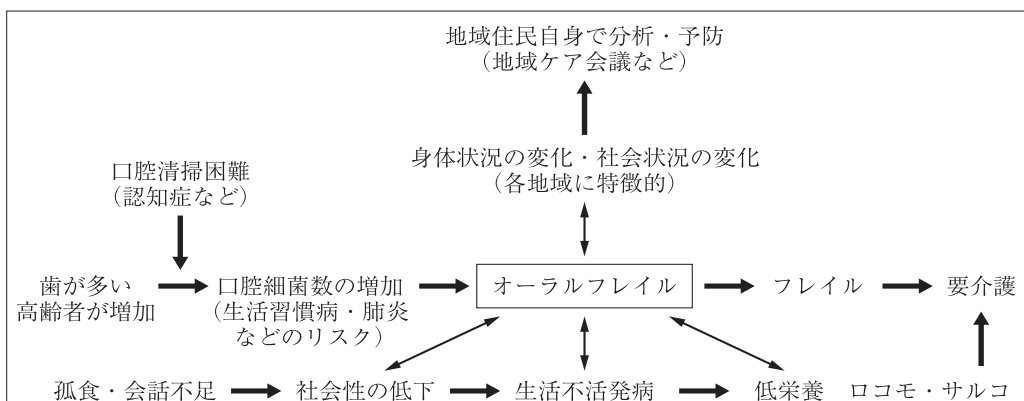 地域住民自身で分析・予防
（地域ケア会議など）
身体状況の変化・社会状況の変化
（各地域に特徴的）
口腔清掃困難
（認知症など）
歯が多い
高齢者が増加
口腔細菌数の増加
（生活習慣病・肺炎
などのリスク）
オーラルフレイル
フレイル
要介護
孤食・会話不足
社会性の低下
生活不活発病
低栄養
ロコモ・サルコ